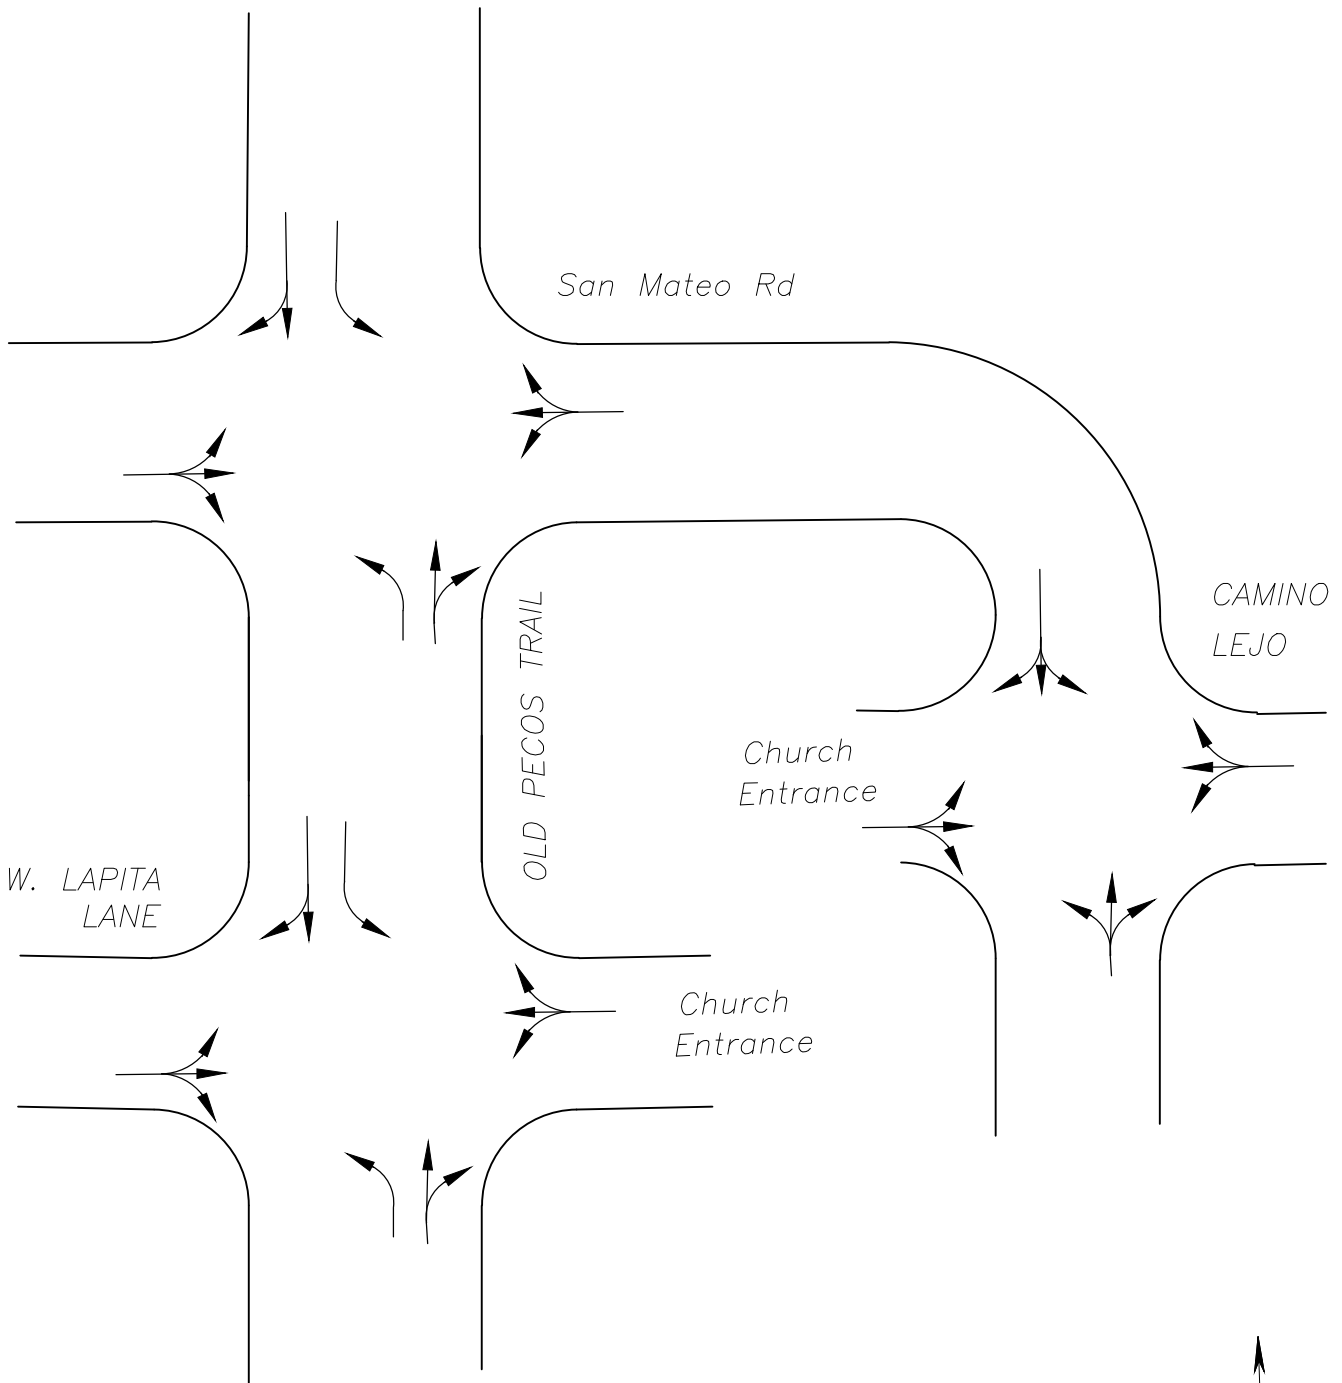 San Mateo Rd
CAMINO
LEJO
OLD PECOS TRAIL
Church
Entrance
W. LAPITA
LANE
Church
Entrance